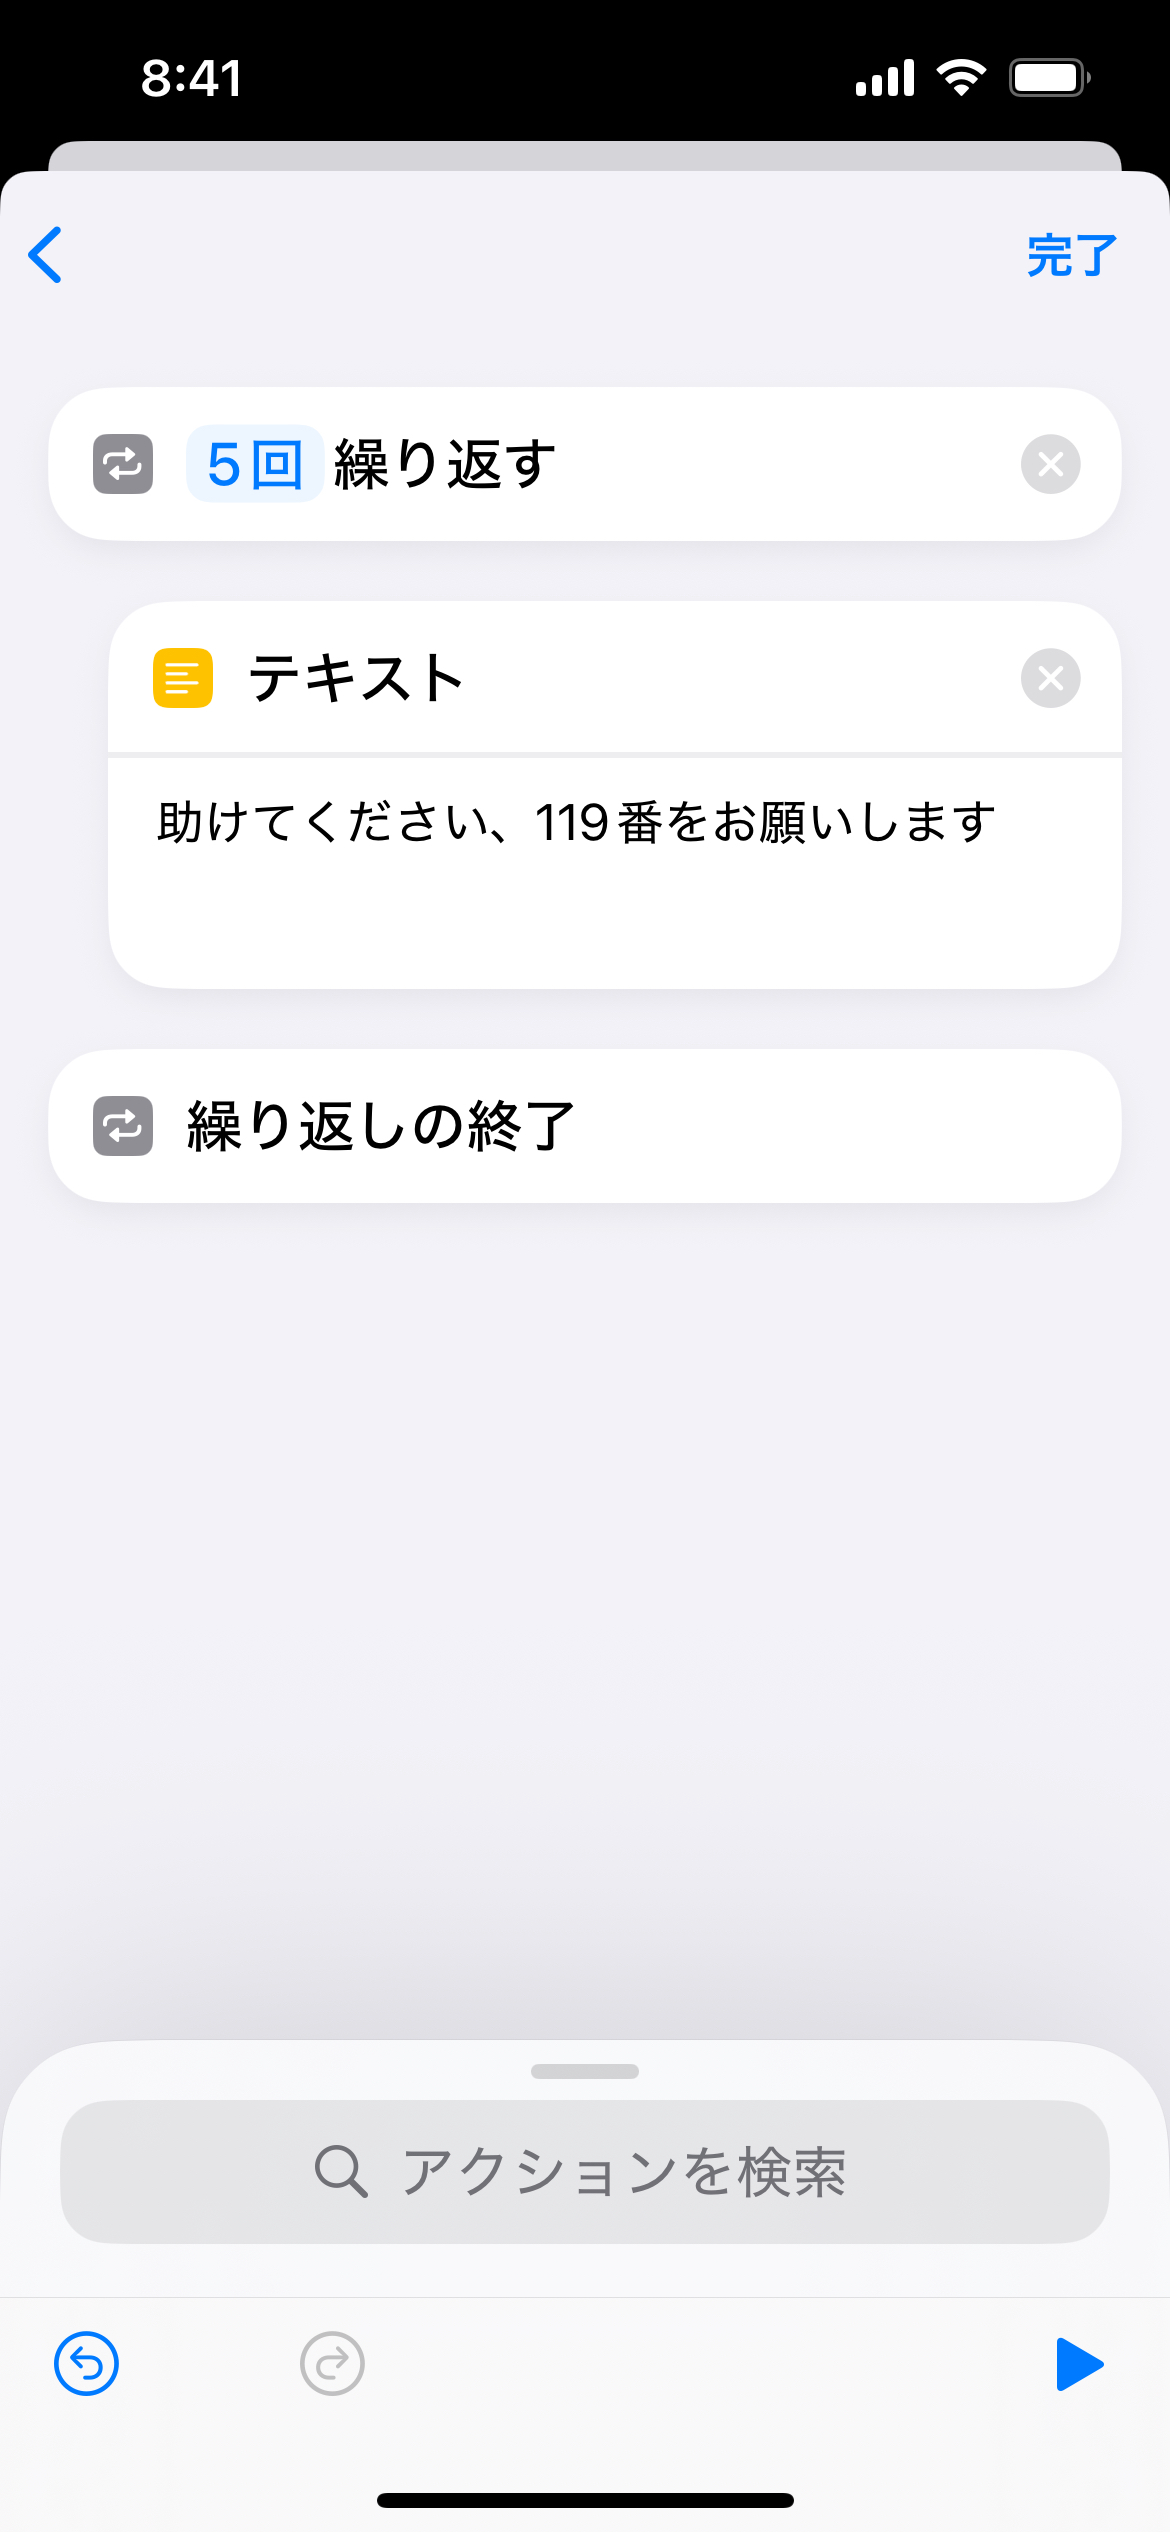 8:41
完了
5回 繰り返す
テキスト
助けてください、119番をお願いします
繰り返しの終了
アクションを検索